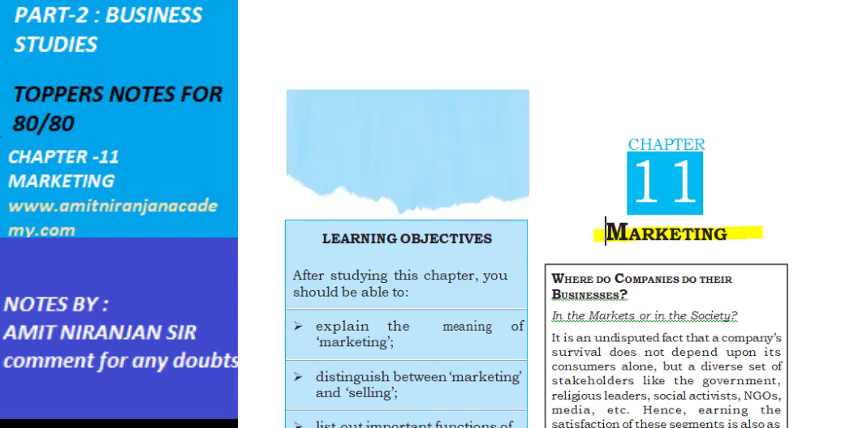 PART-2 : BUSINESS
STUDIES
TOPPERS NOTES FOR
80/80
CHAPTER -11
MARKETING
www.amitniranjanacade
my.com
NOTES BY :
AMIT NIRANJAN SIR
comment for any doubts
LEARNING OBJECTIVES
After studying this chapter, you
should be able to:
➢ explain the meaning of
‘marketing’;
➢ distinguish between ‘marketing’
and ‘selling’;
➢ list out important functions of
CHAPTER
11
MARKETING
WHERE DO COMPANIES DO THEIR
BUSINESSES?
In the Markets or in the Society?
It is an undisputed fact that a company’s
survival does not depend upon its
consumers alone, but a diverse set of
stakeholders like the government,
religious leaders, social activists, NGOs,
media, etc. Hence, earning the
satisfaction of these segments is also as